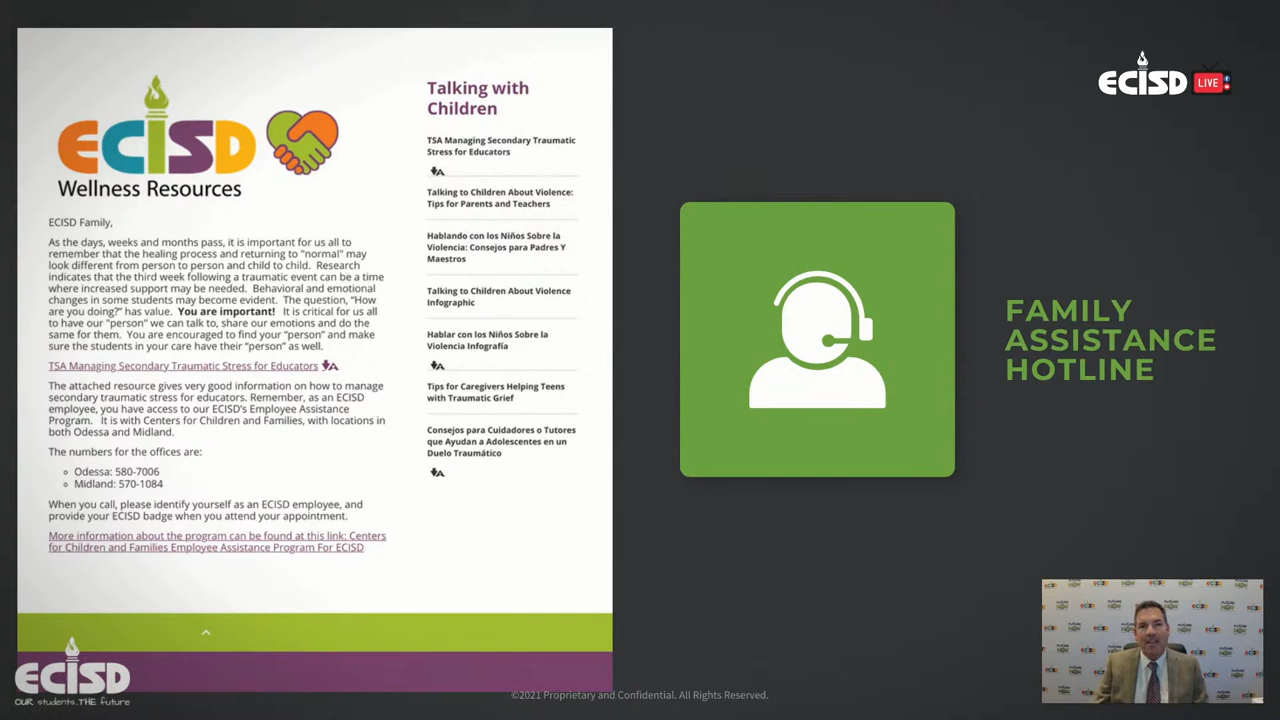 ECISD
Wellness Resources
ECISD Family,
As the days, weeks and months pass, it is important for us all to
remember that the healing process and returning to "normal" may
look different from person to person and child to child. Research
indicates that the third week following a traumatic event can be a time
where increased support may be needed. Behavioral and emotional
changes in some students may become evident. The question, "How
are you doing?" has value. You are important! It is critical for us all
to have our "person" we can talk to, share our emotions and do the
same for them. You are encouraged to find your "person" and make
sure the students in your care have their "person" as well.
TSA Managing Secondary Traumatic Stress for Educators
The attached resource gives very good information on how to manage
secondary traumatic stress for educators. Remember, as an ECISD
employee, you have access to our ECISD's Employee Assistance
Program. It is with Centers for Children and Families, with locations in
both Odessa and Midland.
The numbers for the offices are:
Odessa: 580-7006
Midland: 570-1084
When you call, please identify yourself as an ECISD employee, and
provide your ECISD badge when you attend your appointment.
More information about the program can be found at this link: Centers
for Children and Families Employee Assistance Program For ECISD
Talking with
Children
TSA Managing Secondary Traumatic
Stress for Educators
Talking to Children About Violence:
Tips for Parents and Teachers
Hablando con los Niños Sobre la
Violencia: Consejos para Padres Y
Maestros
Talking to Children About Violence
Infographic
Hablar con los Niños Sobre la
Violencia Infografía
Tips for Caregivers Helping Teens
with Traumatic Grief
Consejos para Cuidadores o Tutores
que Ayudan a Adolescentes en un
Duelo Traumático
ECISD LIVE
FAMILY
ASSISTANCE
HOTLINE
ECISD
OUR students...THE future
©2021 Proprietary and Confidential. All Rights Reserved.